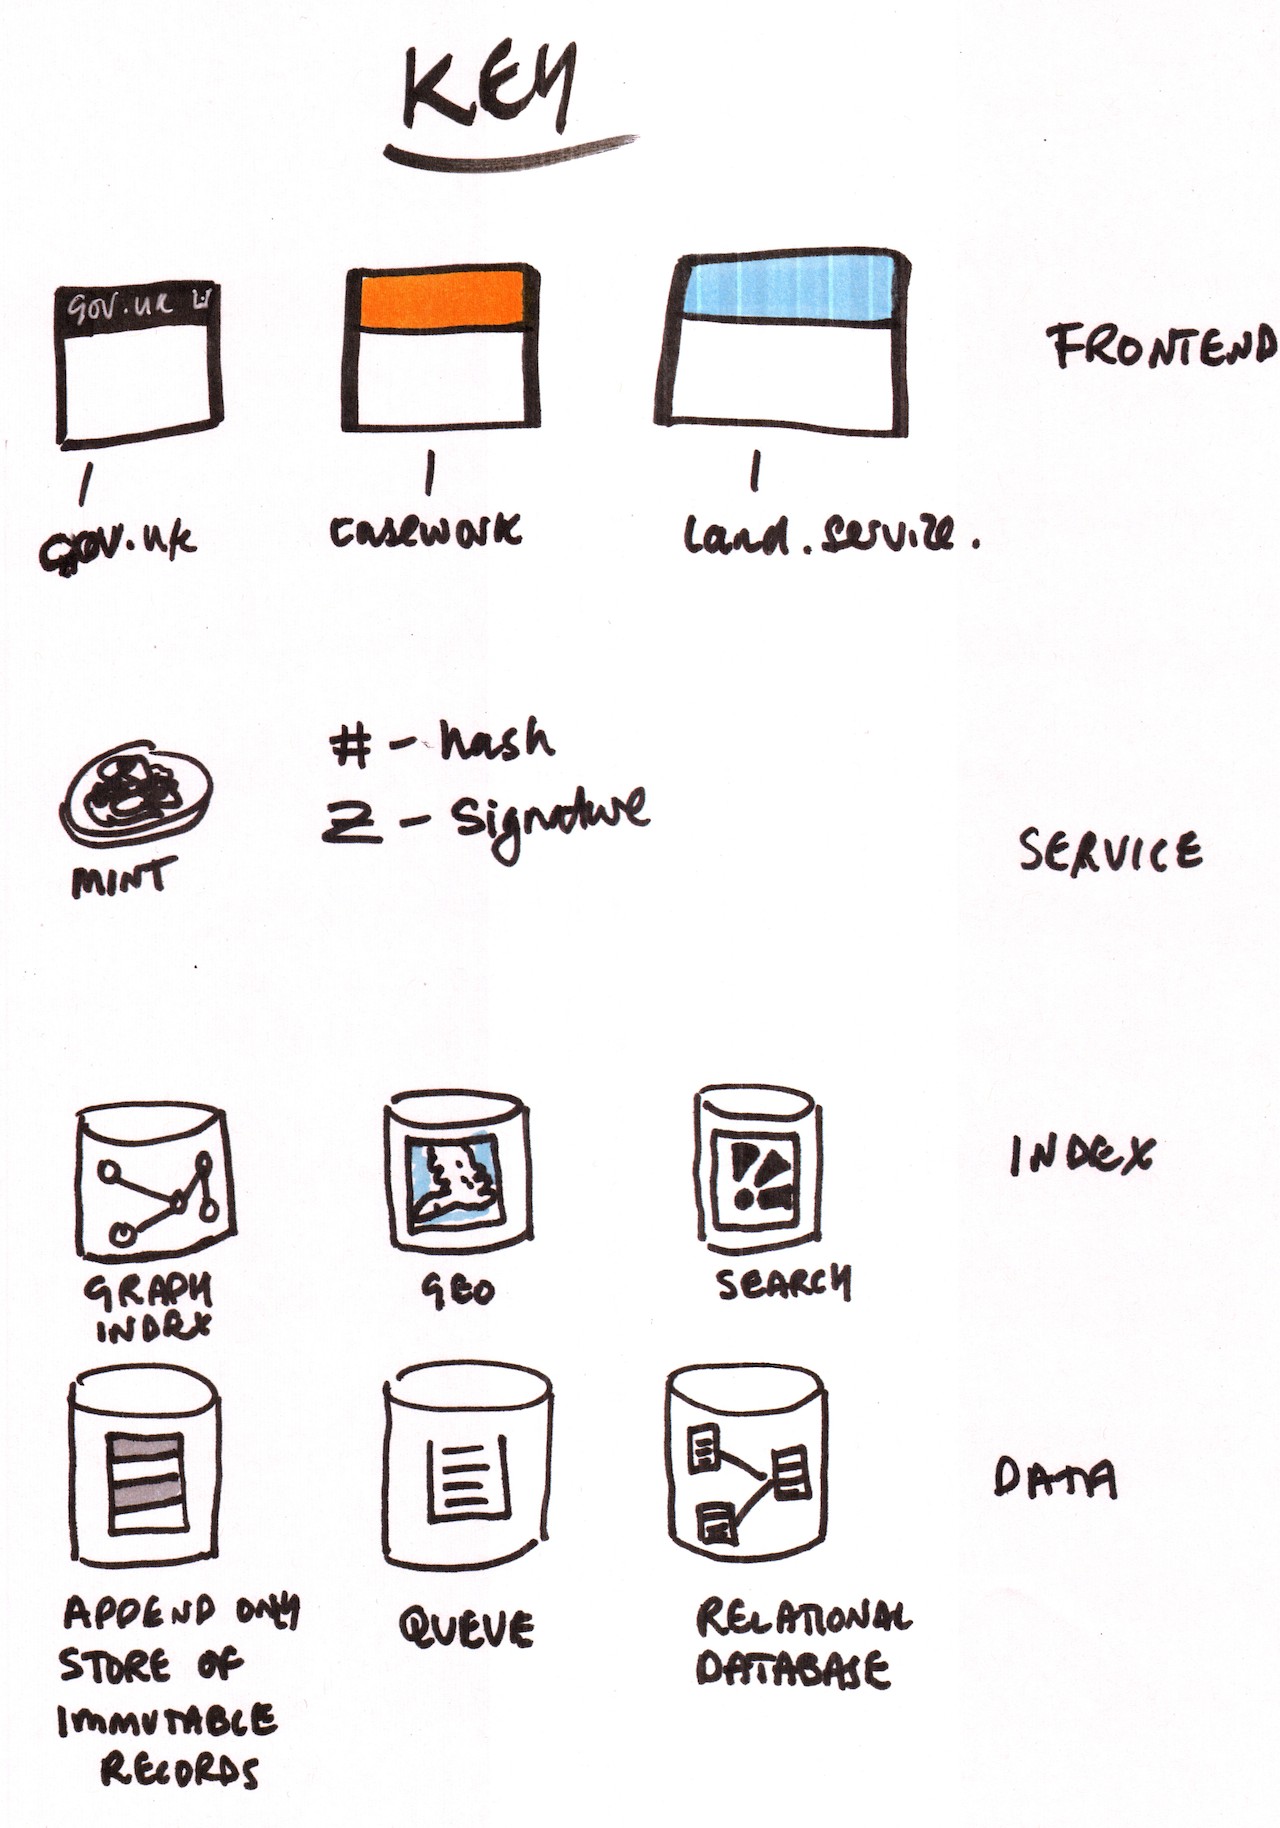 KEY
gov.uk
FRONTEND
gov.uk
casework
land.service.
# - hash
Z - Signature
MINT
SERVICE
INDEX
GRAPH
INDEX
GEO
SEARCH
DATA
APPEND ONLY
STORE OF
IMMUTABLE
RECORDS
QUEUE
RELATIONAL
DATABASE